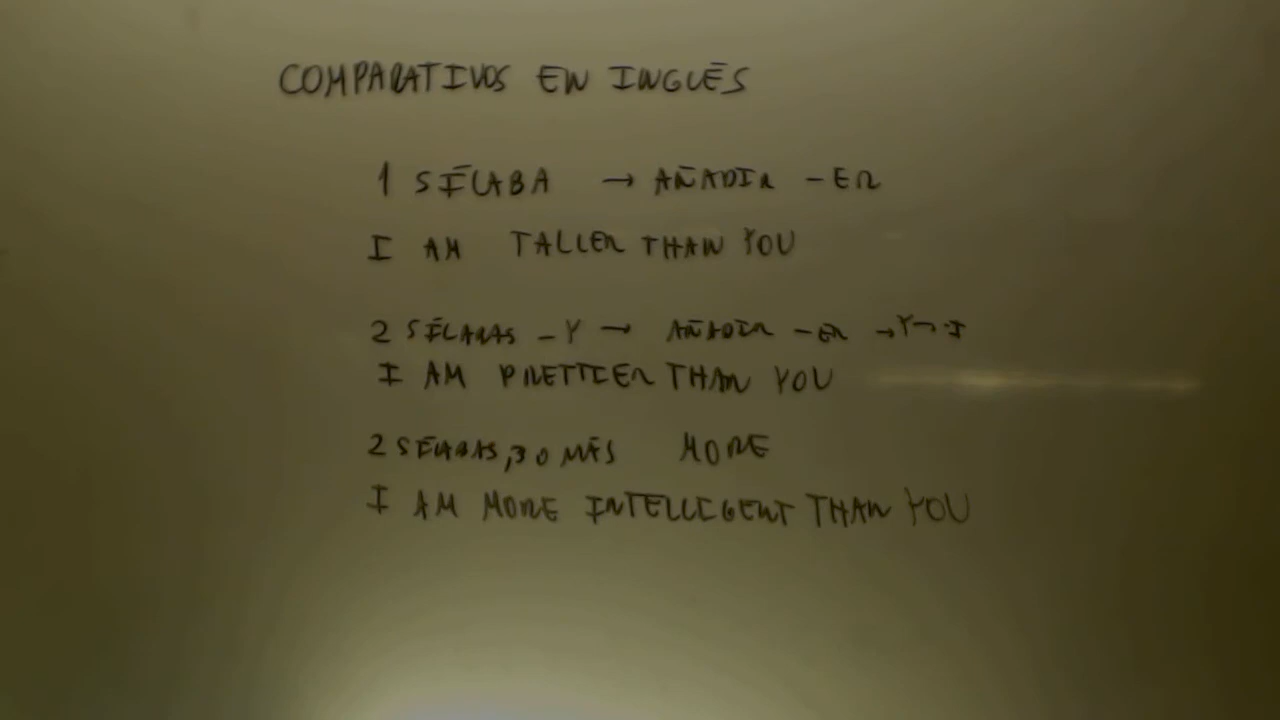 COMPARATIVOS EN INGLÉS
1 SÍLABA → AÑADIR -ER
I AM TALLER THAN YOU
2 SÍLABAS -Y → AÑADIR -ER → Y → I
I AM PRETTIER THAN YOU
2 SÍLABAS, 3 O MÁS MORE
I AM MORE INTELLIGENT THAN YOU